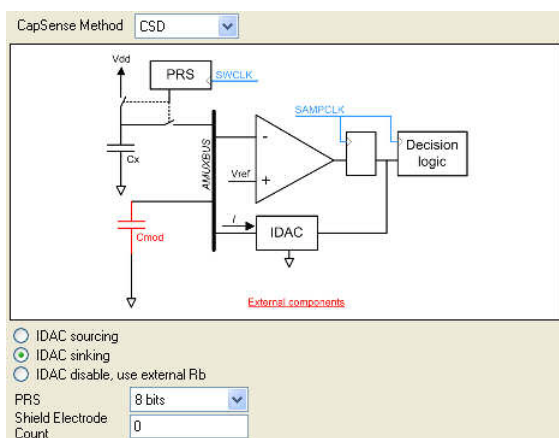 CapSense Method CSD
Vdd
PRS
SWCLK
SAMPCLK
Cx
AMUXBUS
-
Vref
+
Decision
logic
I
IDAC
Cmod
External components
IDAC sourcing
IDAC sinking
IDAC disable, use external Rb
PRS 8 bits
Shield Electrode
Count 0